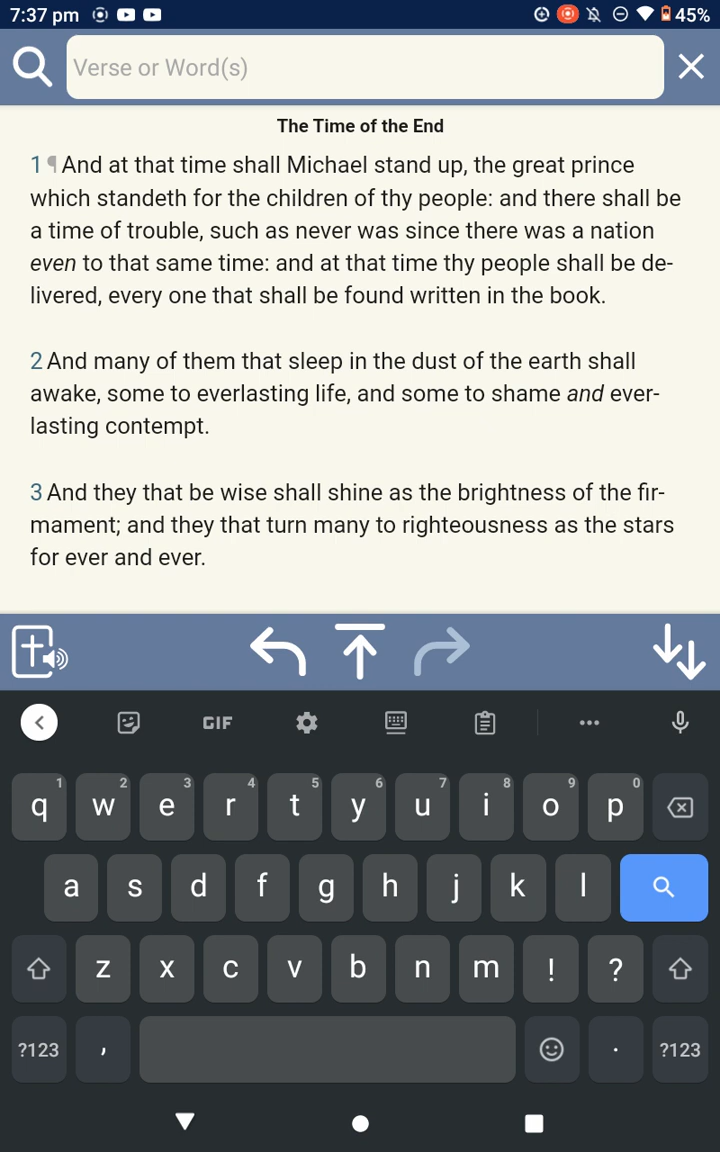 7:37 pm
45%
Verse or Word(s)
The Time of the End
1 ¶ And at that time shall Michael stand up, the great prince
which standeth for the children of thy people: and there shall be
a time of trouble, such as never was since there was a nation
even to that same time: and at that time thy people shall be de-
livered, every one that shall be found written in the book.
2 And many of them that sleep in the dust of the earth shall
awake, some to everlasting life, and some to shame and ever-
lasting contempt.
3 And they that be wise shall shine as the brightness of the fir-
mament; and they that turn many to righteousness as the stars
for ever and ever.
GIF
q 1 w 2 e 3 r 4 t 5 y 6 u 7 i 8 o 9 p 0
a s d f g h j k l
z x c v b n m ! ?
?123 , . ?123